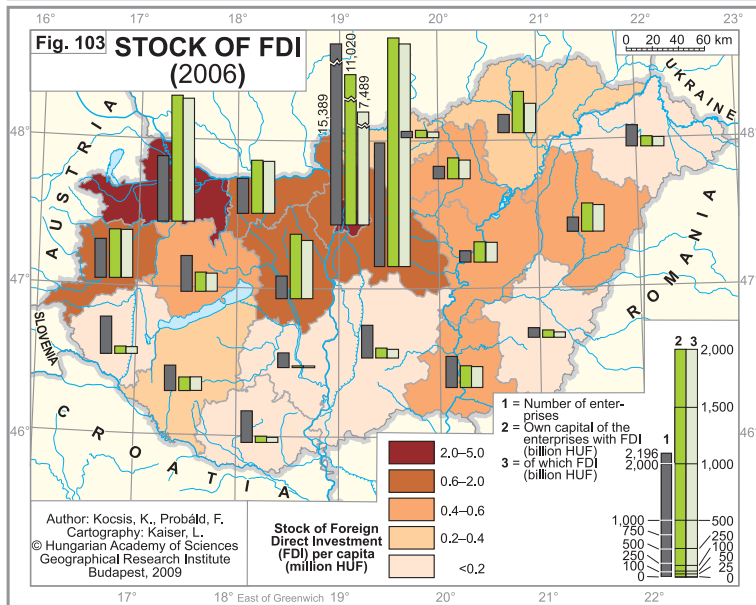 16° 17° 18° 19° 20° 21° 22° 23°
Fig. 103 STOCK OF FDI
(2006)
0 20 40 60 km
15,389
11,020
7,489
48°
48°
47°
47°
46°
46°
AUSTRIA
UKRAINE
ROMANIA
SLOVENIA
CROATIA
1 = Number of enter-
prises
2 = Own capital of the
enterprises with FDI
(billion HUF)
3 = of which FDI
(billion HUF)
1
2,196
2,000
1,000
750
500
250
100
0
2 3
2,000
1,500
1,000
500
250
100
50
25
0
Stock of Foreign
Direct Investment
(FDI) per capita
(million HUF)
2.0–5.0
0.6–2.0
0.4–0.6
0.2–0.4
<0.2
Author: Kocsis, K., Probáld, F.
Cartography: Kaiser, L.
© Hungarian Academy of Sciences
Geographical Research Institute
Budapest, 2009
17° 18° East of Greenwich 19° 20° 21° 22°